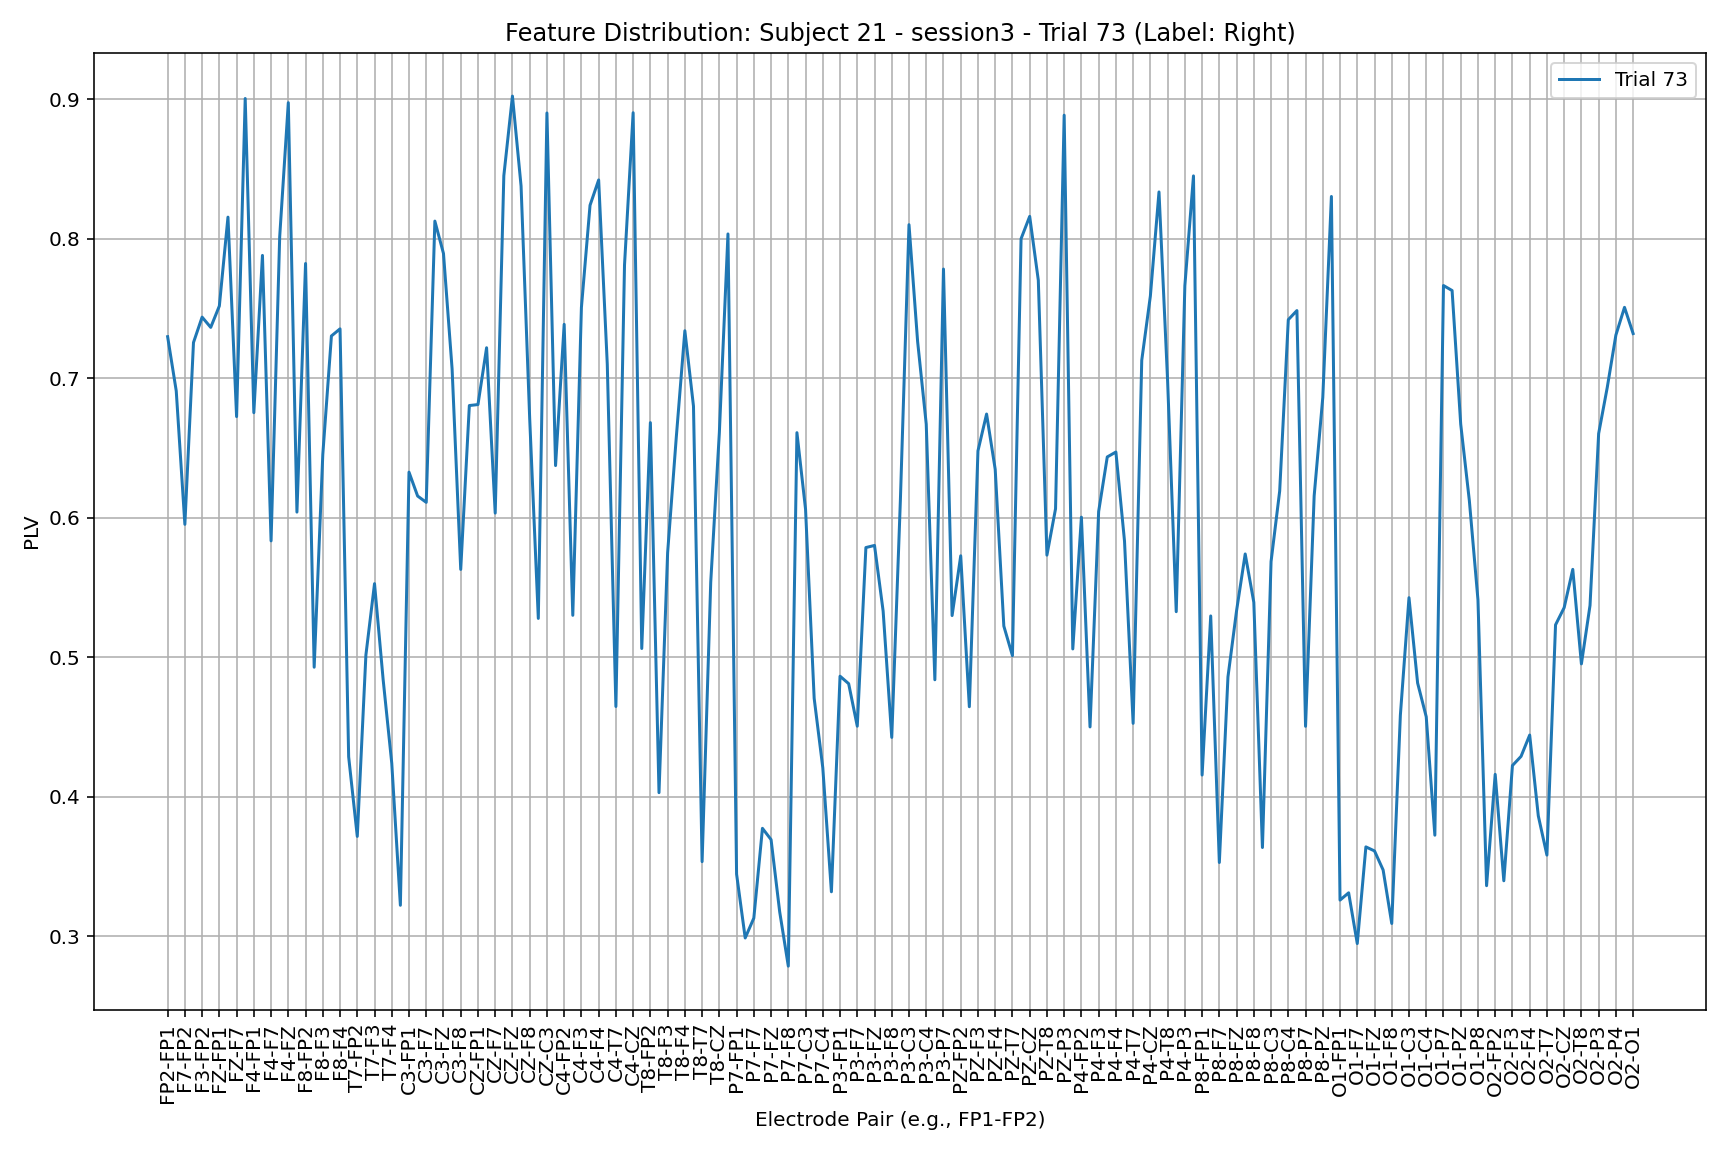 Feature Distribution: Subject 21 - session3 - Trial 73 (Label: Right)
Trial 73
PLV
0.9
0.8
0.7
0.6
0.5
0.4
0.3
FP2-FP1
F7-FP2
F3-FP2
FZ-FP1
FZ-F7
F4-FP1
F4-F7
F4-FZ
F8-FP2
F8-F3
F8-F4
T7-FP2
T7-F3
T7-F4
C3-FP1
C3-F7
C3-FZ
C3-F8
CZ-FP1
CZ-F7
CZ-FZ
CZ-F8
CZ-C3
C4-FP2
C4-F3
C4-F4
C4-T7
C4-CZ
T8-FP2
T8-F3
T8-F4
T8-T7
T8-CZ
P7-FP1
P7-F7
P7-FZ
P7-F8
P7-C3
P7-C4
P3-FP1
P3-F7
P3-FZ
P3-F8
P3-C3
P3-C4
P3-P7
PZ-FP2
PZ-F3
PZ-F4
PZ-T7
PZ-CZ
PZ-T8
PZ-P3
P4-FP2
P4-F3
P4-F4
P4-T7
P4-CZ
P4-T8
P4-P3
P8-FP1
P8-F7
P8-FZ
P8-F8
P8-C3
P8-C4
P8-P7
P8-PZ
O1-FP1
O1-F7
O1-FZ
O1-F8
O1-C3
O1-C4
O1-P7
O1-PZ
O1-P8
O2-FP2
O2-F3
O2-F4
O2-T7
O2-CZ
O2-T8
O2-P3
O2-P4
O2-O1
Electrode Pair (e.g., FP1-FP2)